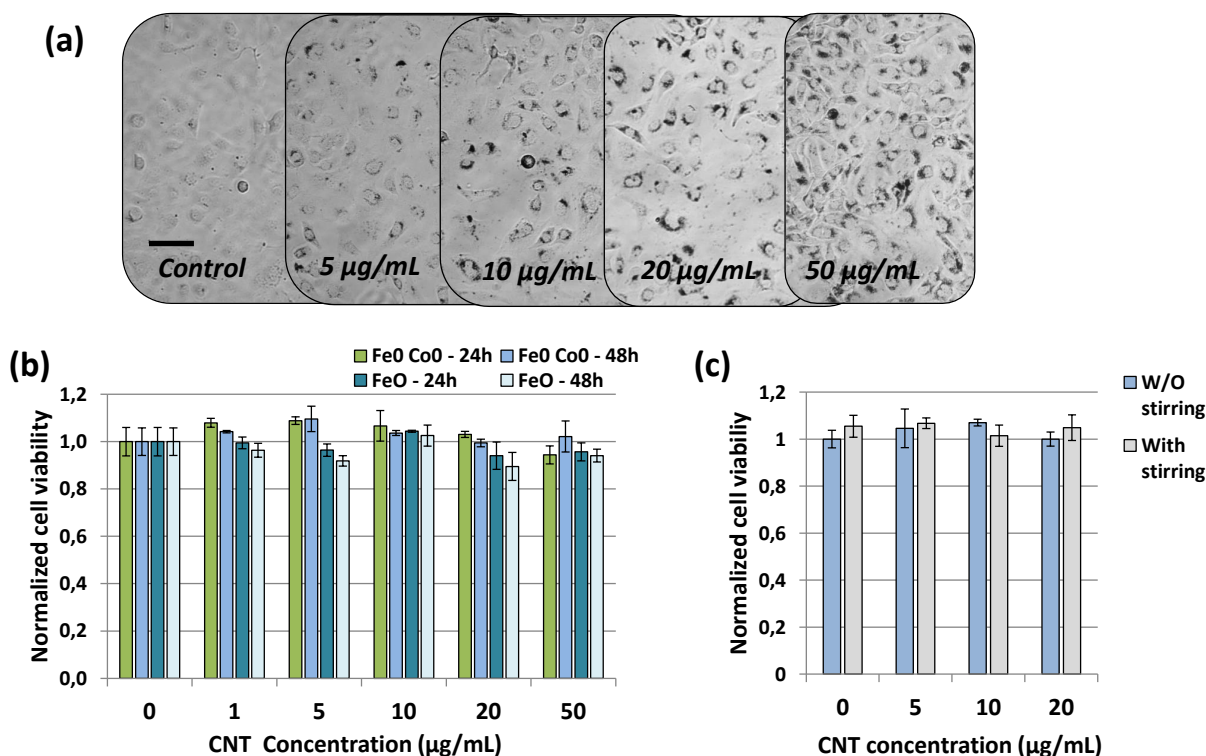 (a)
Control
5 µg/mL
10 µg/mL
20 µg/mL
50 µg/mL
(b)
Fe0 Co0 - 24h
Fe0 Co0 - 48h
FeO - 24h
FeO - 48h
Normalized cell viability
1,2
1,0
0,8
0,6
0,4
0,2
0,0
0 1 5 10 20 50
CNT Concentration (µg/mL)
(c)
W/O stirring
With stirring
Normalized cell viabiliy
1,2
1
0,8
0,6
0,4
0,2
0
0 5 10 20
CNT concentration (µg/mL)